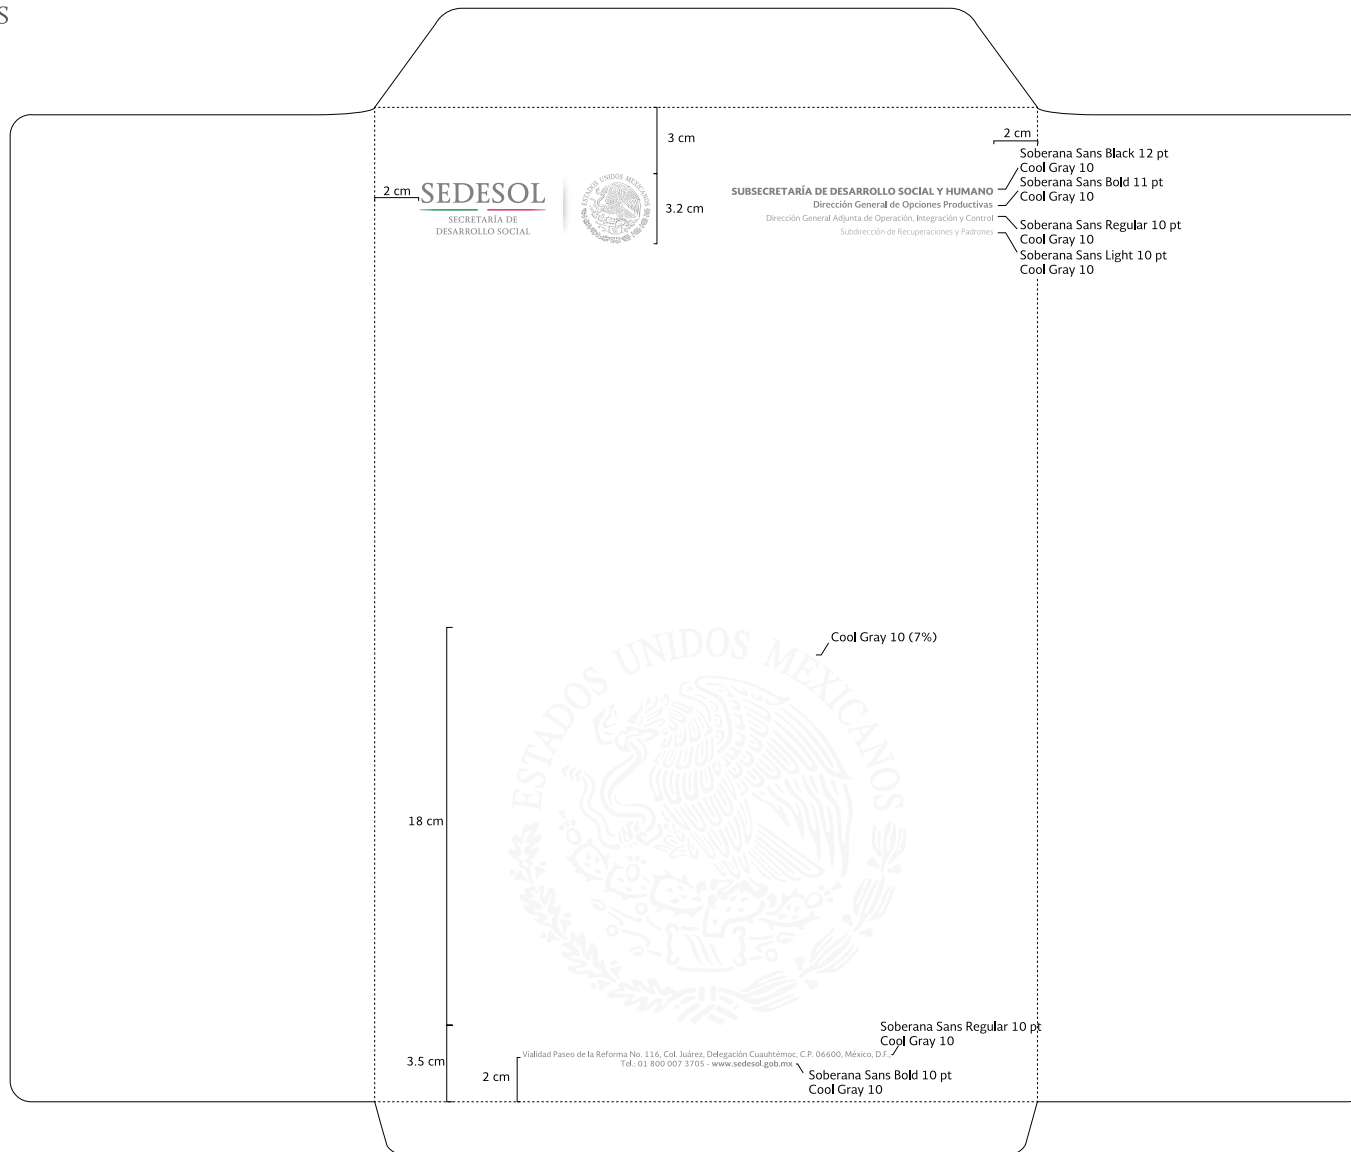 S
3 cm
2 cm
Soberana Sans Black 12 pt
Cool Gray 10
Soberana Sans Bold 11 pt
Cool Gray 10
2 cm
SEDESOL
SECRETARÍA DE
DESARROLLO SOCIAL
ESTADOS UNIDOS MEXICANOS
3.2 cm
SUBSECRETARÍA DE DESARROLLO SOCIAL Y HUMANO
Dirección General de Opciones Productivas
Dirección General Adjunta de Operación, Integración y Control
Subdirección de Recuperaciones y Padrones
Soberana Sans Regular 10 pt
Cool Gray 10
Soberana Sans Light 10 pt
Cool Gray 10
Cool Gray 10 (7%)
ESTADOS UNIDOS MEXICANOS
18 cm
Soberana Sans Regular 10 pt
Cool Gray 10
3.5 cm
2 cm
Vialidad Paseo de la Reforma No. 116, Col. Juárez, Delegación Cuauhtémoc, C.P. 06600, México, D.F.
Tel.: 01 800 007 3705 - www.sedesol.gob.mx
Soberana Sans Bold 10 pt
Cool Gray 10